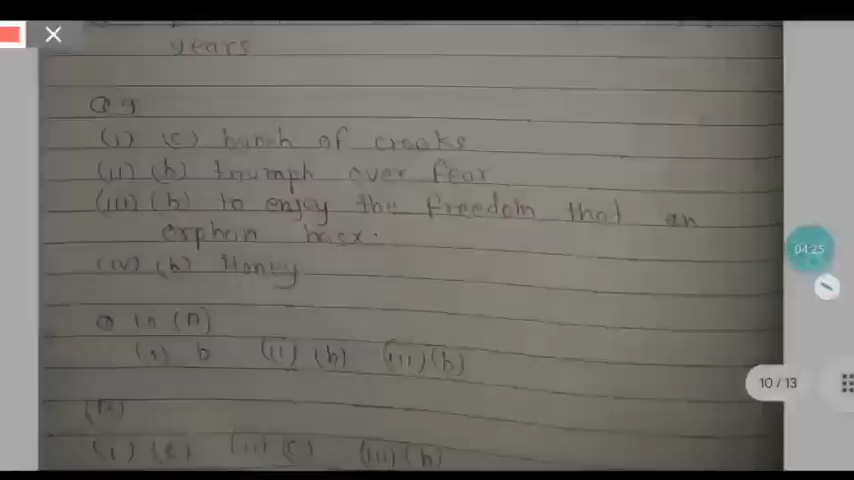 years
Q 9
(i) (c) bunch of crooks
(ii) (b) triumph over fear
(iii) (b) to enjoy the freedom that an
orphan
(iv) (b) Honey
Q 10 (A)
(i) b (ii) (b) (iii) (b)
(i) (c) (ii) (c) (iii) (b)
04:25
10 / 13